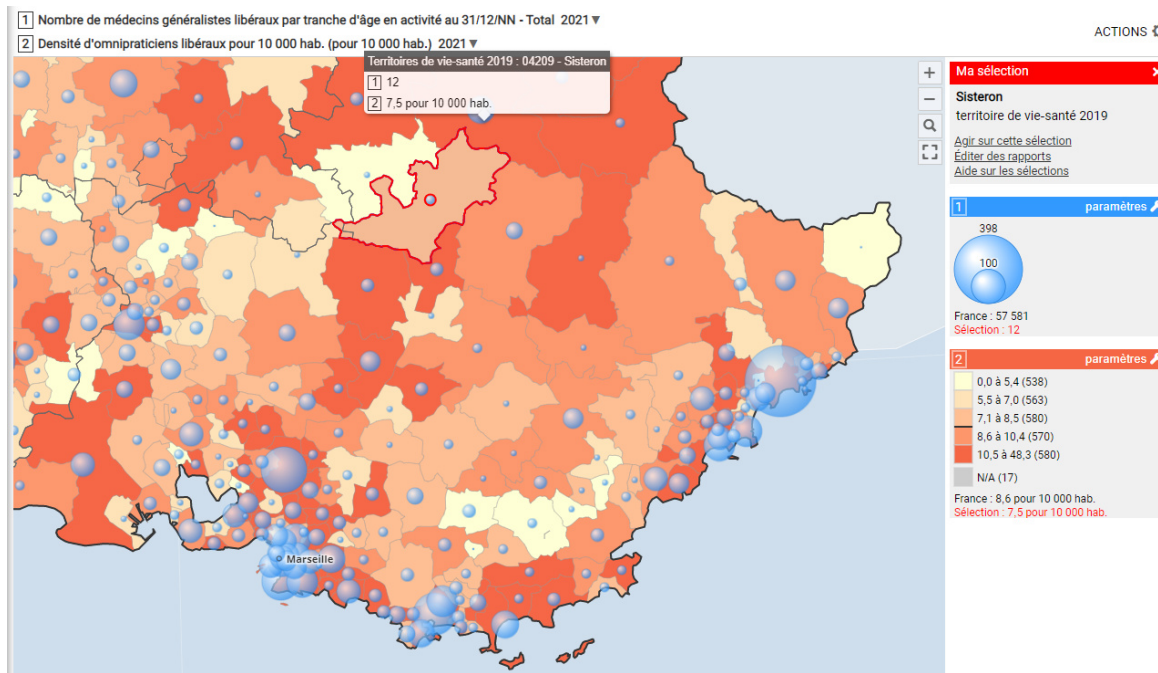 1 Nombre de médecins généralistes libéraux par tranche d'âge en activité au 31/12/NN - Total 2021 ▼
2 Densité d'omnipraticiens libéraux pour 10 000 hab. (pour 10 000 hab.) 2021 ▼
ACTIONS
Territoires de vie-santé 2019 : 04209 - Sisteron
1 12
2 7,5 pour 10 000 hab.
Marseille
Ma sélection
Sisteron
territoire de vie-santé 2019
Agir sur cette sélection
Éditer des rapports
Aide sur les sélections
1 paramètres
398
100
France : 57 581
Sélection : 12
2 paramètres
0,0 à 5,4 (538)
5,5 à 7,0 (563)
7,1 à 8,5 (580)
8,6 à 10,4 (570)
10,5 à 48,3 (580)
N/A (17)
France : 8,6 pour 10 000 hab.
Sélection : 7,5 pour 10 000 hab.